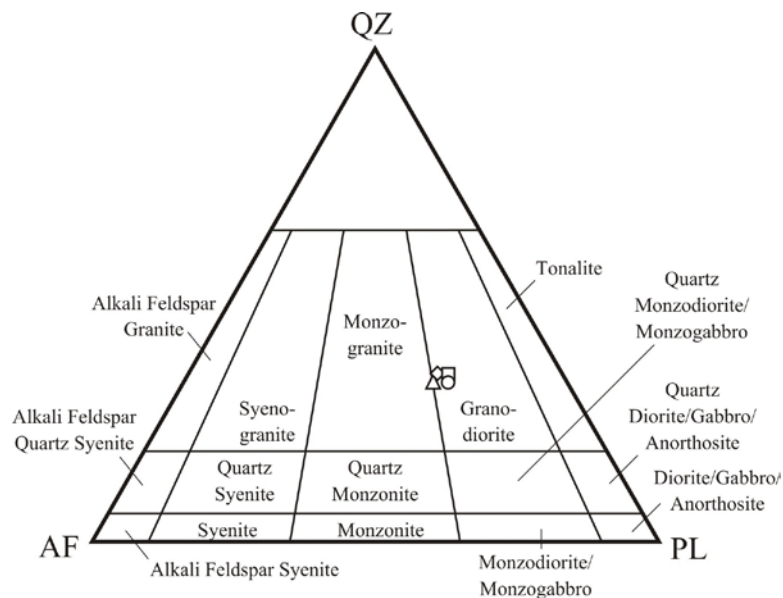 QZ
Tonalite
Quartz
Monzodiorite/
Monzogabbro
Alkali Feldspar
Granite
Monzo-
granite
Quartz
Diorite/Gabbro/
Anorthosite
Alkali Feldspar
Quartz Syenite
Syeno-
granite
Grano-
diorite
Quartz
Syenite
Quartz
Monzonite
Diorite/Gabbro/
Anorthosite
Syenite
Monzonite
AF
PL
Alkali Feldspar Syenite
Monzodiorite/
Monzogabbro